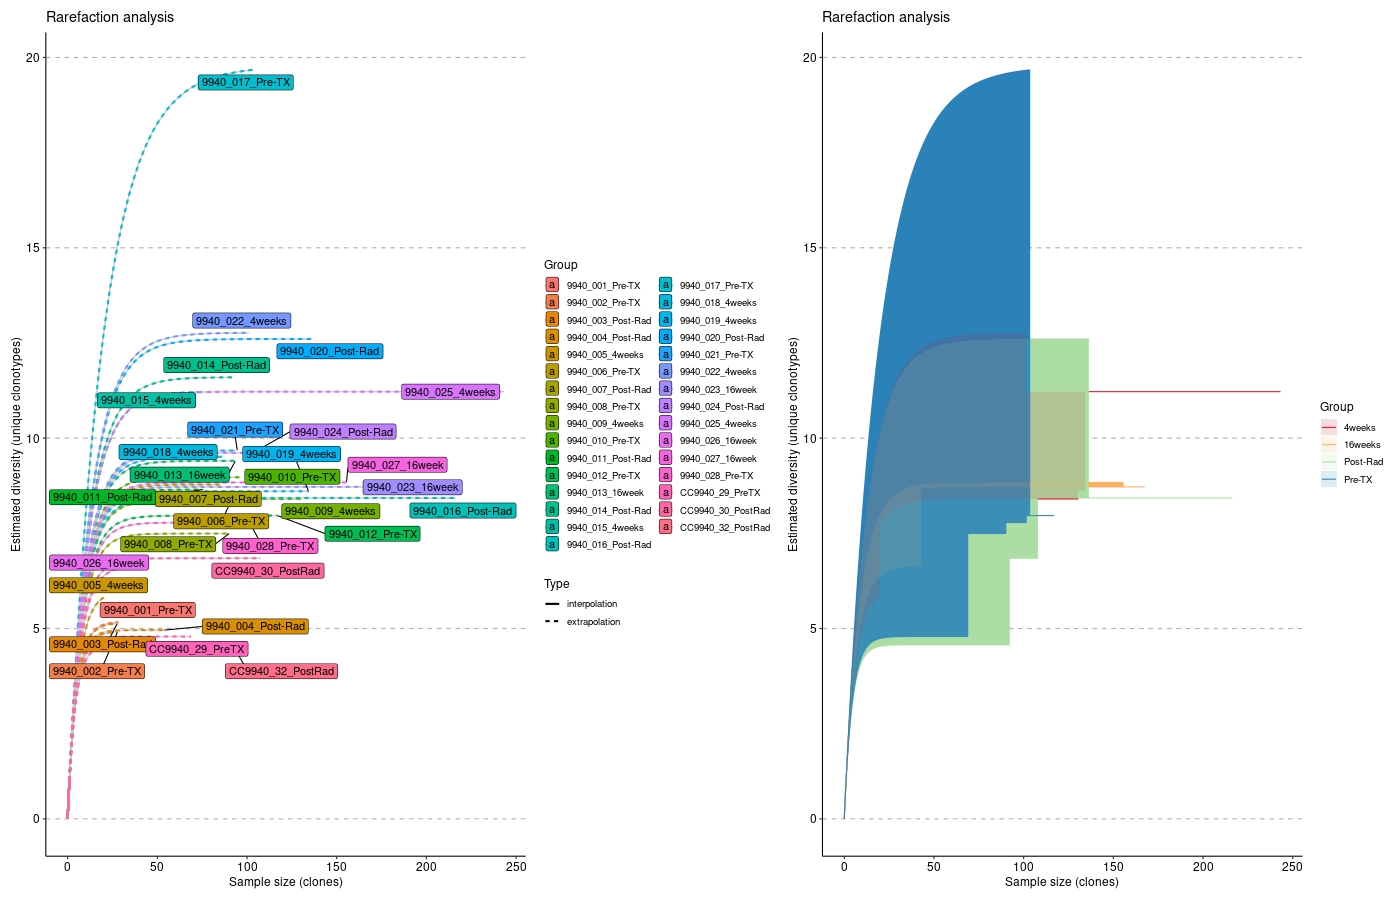 Rarefaction analysis
Estimated diversity (unique clonotypes)
20
15
10
5
0
9940_017_Pre-TX
9940_022_4weeks
9940_020_Post-Rad
9940_014_Post-Rad
9940_025_4weeks
9940_015_4weeks
9940_021_Pre-TX
9940_024_Post-Rad
9940_018_4weeks
9940_019_4weeks
9940_027_16week
9940_013_16week
9940_010_Pre-TX
9940_023_16week
9940_011_Post-Rad
9940_007_Post-Rad
9940_009_4weeks
9940_016_Post-Rad
9940_006_Pre-TX
9940_012_Pre-TX
9940_008_Pre-TX
9940_028_Pre-TX
9940_026_16week
CC9940_30_PostRad
9940_005_4weeks
9940_001_Pre-TX
9940_004_Post-Rad
9940_003_Post-Rad
CC9940_29_PreTX
9940_002_Pre-TX
CC9940_32_PostRad
0
50
100
150
200
250
Sample size (clones)
Group
a 9940_001_Pre-TX
a 9940_002_Pre-TX
a 9940_003_Post-Rad
a 9940_004_Post-Rad
a 9940_005_4weeks
a 9940_006_Pre-TX
a 9940_007_Post-Rad
a 9940_008_Pre-TX
a 9940_009_4weeks
a 9940_010_Pre-TX
a 9940_011_Post-Rad
a 9940_012_Pre-TX
a 9940_013_16week
a 9940_014_Post-Rad
a 9940_015_4weeks
a 9940_016_Post-Rad
a 9940_017_Pre-TX
a 9940_018_4weeks
a 9940_019_4weeks
a 9940_020_Post-Rad
a 9940_021_Pre-TX
a 9940_022_4weeks
a 9940_023_16week
a 9940_024_Post-Rad
a 9940_025_4weeks
a 9940_026_16week
a 9940_027_16week
a 9940_028_Pre-TX
a CC9940_29_PreTX
a CC9940_30_PostRad
a CC9940_32_PostRad
Type
interpolation
extrapolation
Rarefaction analysis
Estimated diversity (unique clonotypes)
20
15
10
5
0
0
50
100
150
200
250
Sample size (clones)
Group
4weeks
16weeks
Post-Rad
Pre-TX